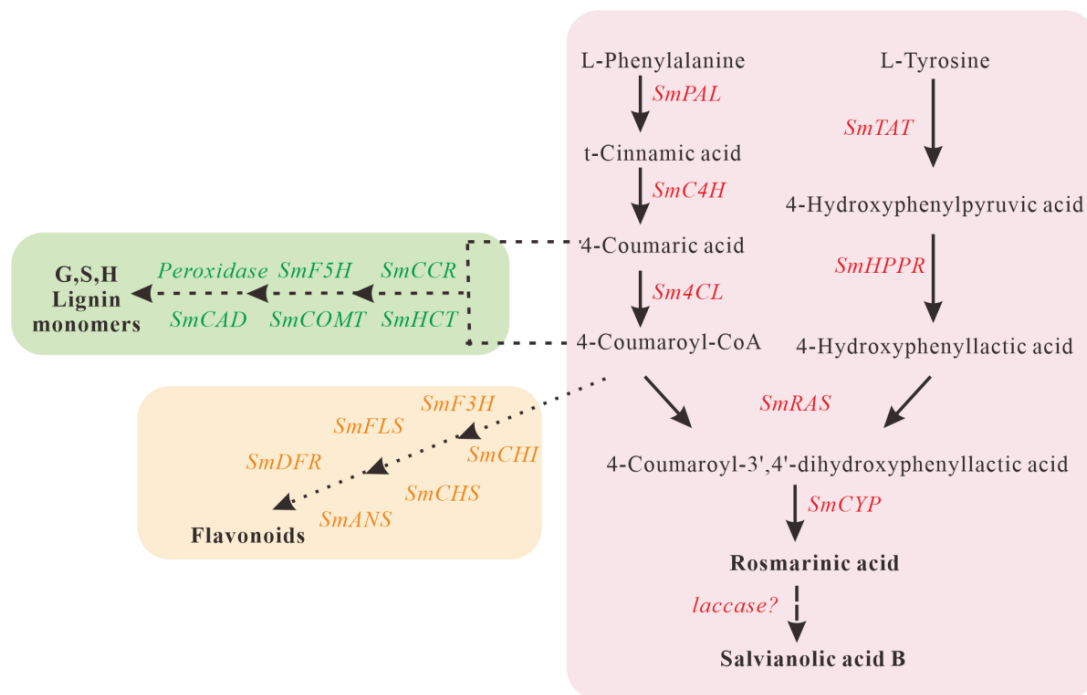 L-Phenylalanine
L-Tyrosine
SmPAL
SmTAT
t-Cinnamic acid
SmC4H
4-Hydroxyphenylpyruvic acid
4-Coumaric acid
SmHPPR
Sm4CL
4-Coumaroyl-CoA
4-Hydroxyphenyllactic acid
SmRAS
4-Coumaroyl-3',4'-dihydroxyphenyllactic acid
SmCYP
Rosmarinic acid
laccase?
Salvianolic acid B
G,S,H
Lignin
monomers
Peroxidase SmF5H SmCCR
SmCAD SmCOMT SmHCT
SmF3H
SmFLS
SmCHI
SmDFR
SmCHS
SmANS
Flavonoids